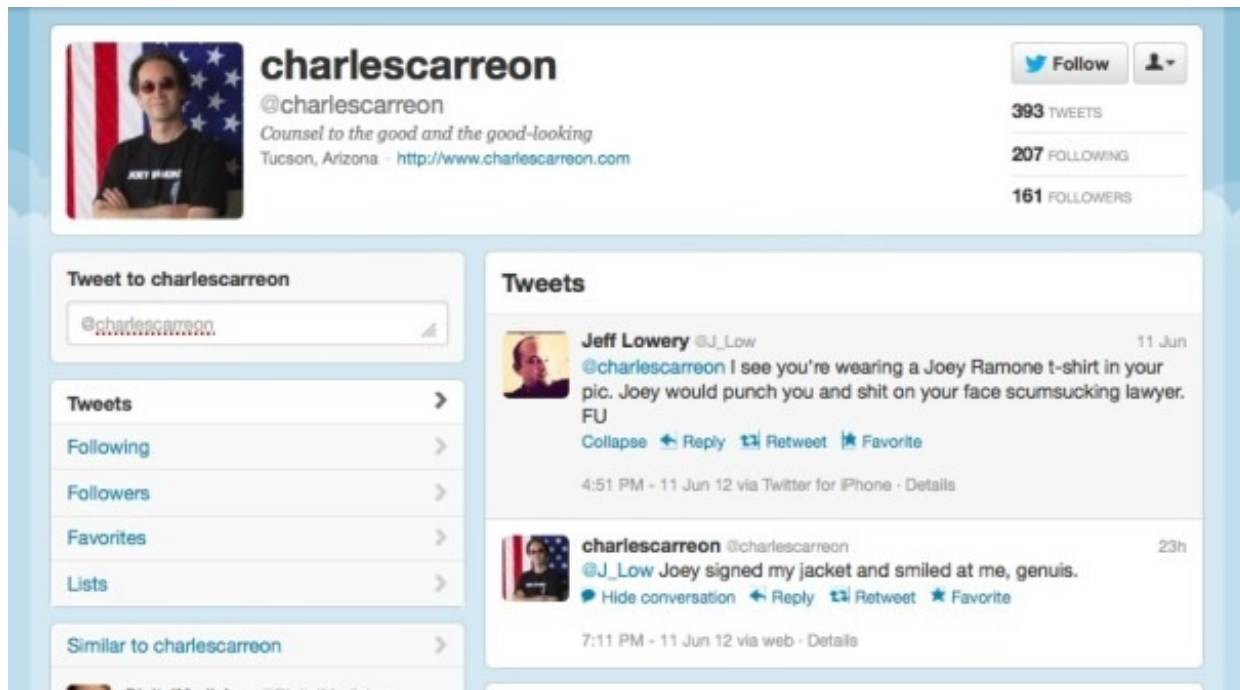 charlescarreon
@charlescarreon
Counsel to the good and the good-looking
Tucson, Arizona · http://www.charlescarreon.com
Follow
393 TWEETS
207 FOLLOWING
161 FOLLOWERS
Tweet to charlescarreon
@charlescarreon
Tweets
Following
Followers
Favorites
Lists
Similar to charlescarreon
Tweets
Jeff Lowery @J_Low 11 Jun
@charlescarreon I see you're wearing a Joey Ramone t-shirt in your
pic. Joey would punch you and shit on your face scumsucking lawyer.
FU
Collapse Reply Retweet Favorite
4:51 PM - 11 Jun 12 via Twitter for iPhone · Details
charlescarreon @charlescarreon 23h
@J_Low Joey signed my jacket and smiled at me, genuis.
Hide conversation Reply Retweet Favorite
7:11 PM - 11 Jun 12 via web · Details